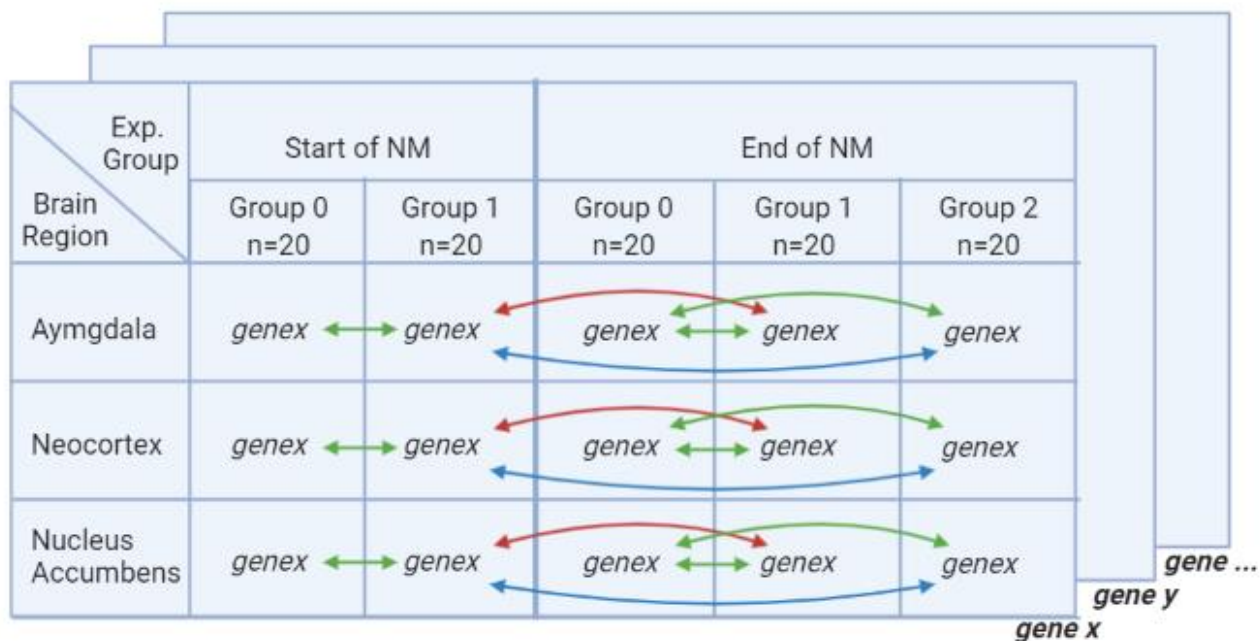 Exp.
Group
Brain
Region
Start of NM
End of NM
Group 0
n=20
Group 1
n=20
Group 0
n=20
Group 1
n=20
Group 2
n=20
Aymgdala
genex
genex
genex
genex
genex
Neocortex
genex
genex
genex
genex
genex
Nucleus
Accumbens
genex
genex
genex
genex
genex
gene ...
gene y
gene x